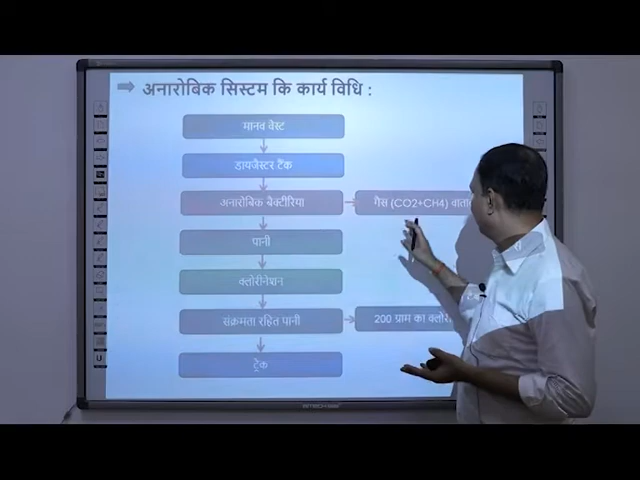 अनारोबिक सिस्टम कि कार्य विधि :
मानव वेस्ट
डायजैस्टर टैंक
अनारोबिक बैक्टीरिया
गैस (CO2+CH4)
पानी
क्लोरीनेशन
संक्रमता रहित पानी
200 ग्राम का
ट्रेक